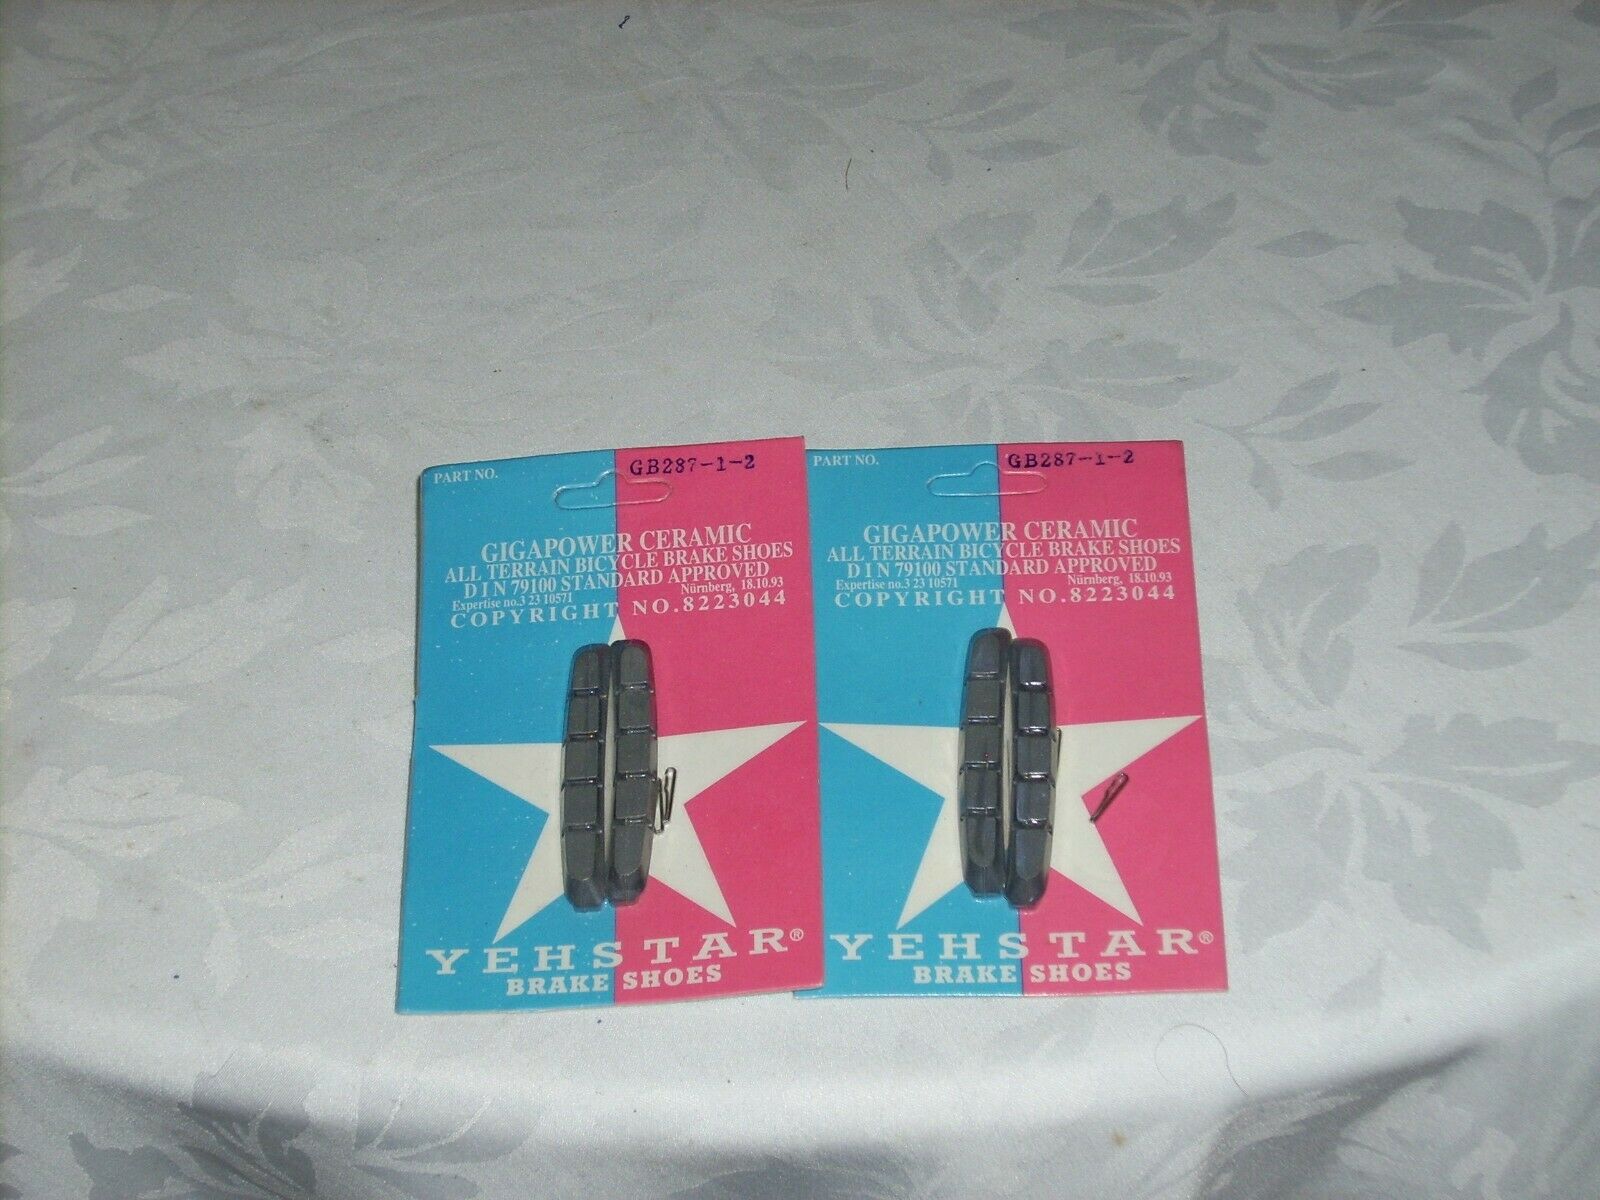 PART NO. GB287-1-2
GIGAPOWER CERAMIC
ALL TERRAIN BICYCLE BRAKE SHOES
DIN 79100 STANDARD APPROVED
Expertise no.3 23 10571 Nürnberg, 18.10.93
COPYRIGHT NO.8223044
YEHSTAR®
BRAKE SHOES
PART NO. GB287-1-2
GIGAPOWER CERAMIC
ALL TERRAIN BICYCLE BRAKE SHOES
DIN 79100 STANDARD APPROVED
Expertise no.3 23 10571 Nürnberg, 18.10.93
COPYRIGHT NO.8223044
YEHSTAR®
BRAKE SHOES